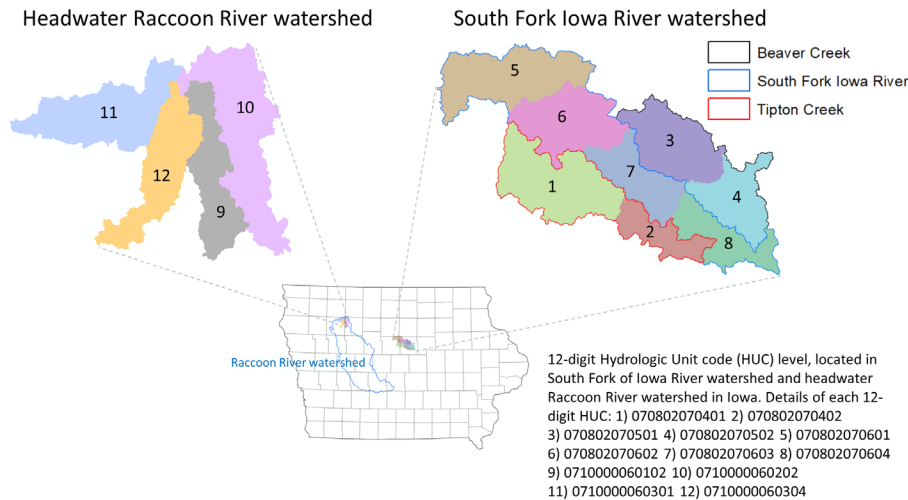 Headwater Raccoon River watershed
South Fork Iowa River watershed
Beaver Creek
South Fork Iowa River
Tipton Creek
5
11
10
6
3
12
7
1
4
9
2
8
Raccoon River watershed
12-digit Hydrologic Unit code (HUC) level, located in
South Fork of Iowa River watershed and headwater
Raccoon River watershed in Iowa. Details of each 12-
digit HUC: 1) 070802070401 2) 070802070402
3) 070802070501 4) 070802070502 5) 070802070601
6) 070802070602 7) 070802070603 8) 070802070604
9) 0710000060102 10) 0710000060202
11) 0710000060301 12) 0710000060304